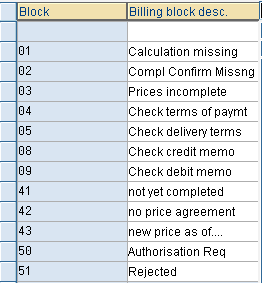 Block Billing block desc.
01 Calculation missing
02 Compl Confirm Missng
03 Prices incomplete
04 Check terms of paymt
05 Check delivery terms
08 Check credit memo
09 Check debit memo
41 not yet completed
42 no price agreement
43 new price as of....
50 Authorisation Req
51 Rejected